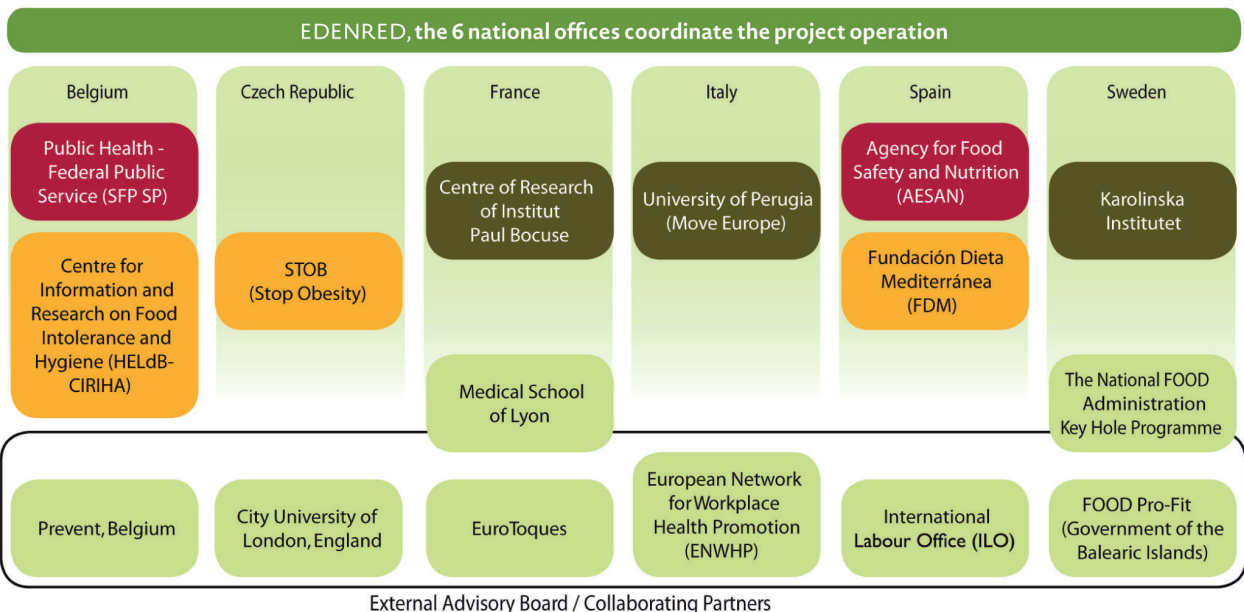 EDENRED, the 6 national offices coordinate the project operation
Belgium
Public Health -
Federal Public
Service (SFP SP)
Centre for
Information and
Research on Food
Intolerance and
Hygiene (HELdB-
CIRIHA)
Czech Republic
STOB
(Stop Obesity)
France
Centre of Research
of Institut
Paul Bocuse
Medical School
of Lyon
Italy
University of Perugia
(Move Europe)
Spain
Agency for Food
Safety and Nutrition
(AESAN)
Fundación Dieta
Mediterránea
(FDM)
Sweden
Karolinska
Institutet
The National FOOD
Administration
Key Hole Programme
Prevent, Belgium
City University of
London, England
EuroToques
European Network
for Workplace
Health Promotion
(ENWHP)
International
Labour Office (ILO)
FOOD Pro-Fit
(Government of the
Balearic Islands)
External Advisory Board / Collaborating Partners